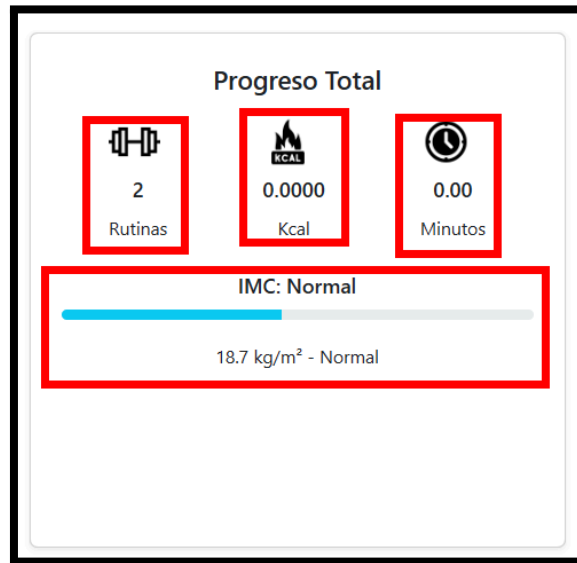 Progreso Total
KCAL
2
0.0000
0.00
Rutinas
Kcal
Minutos
IMC: Normal
18.7 kg/m² - Normal